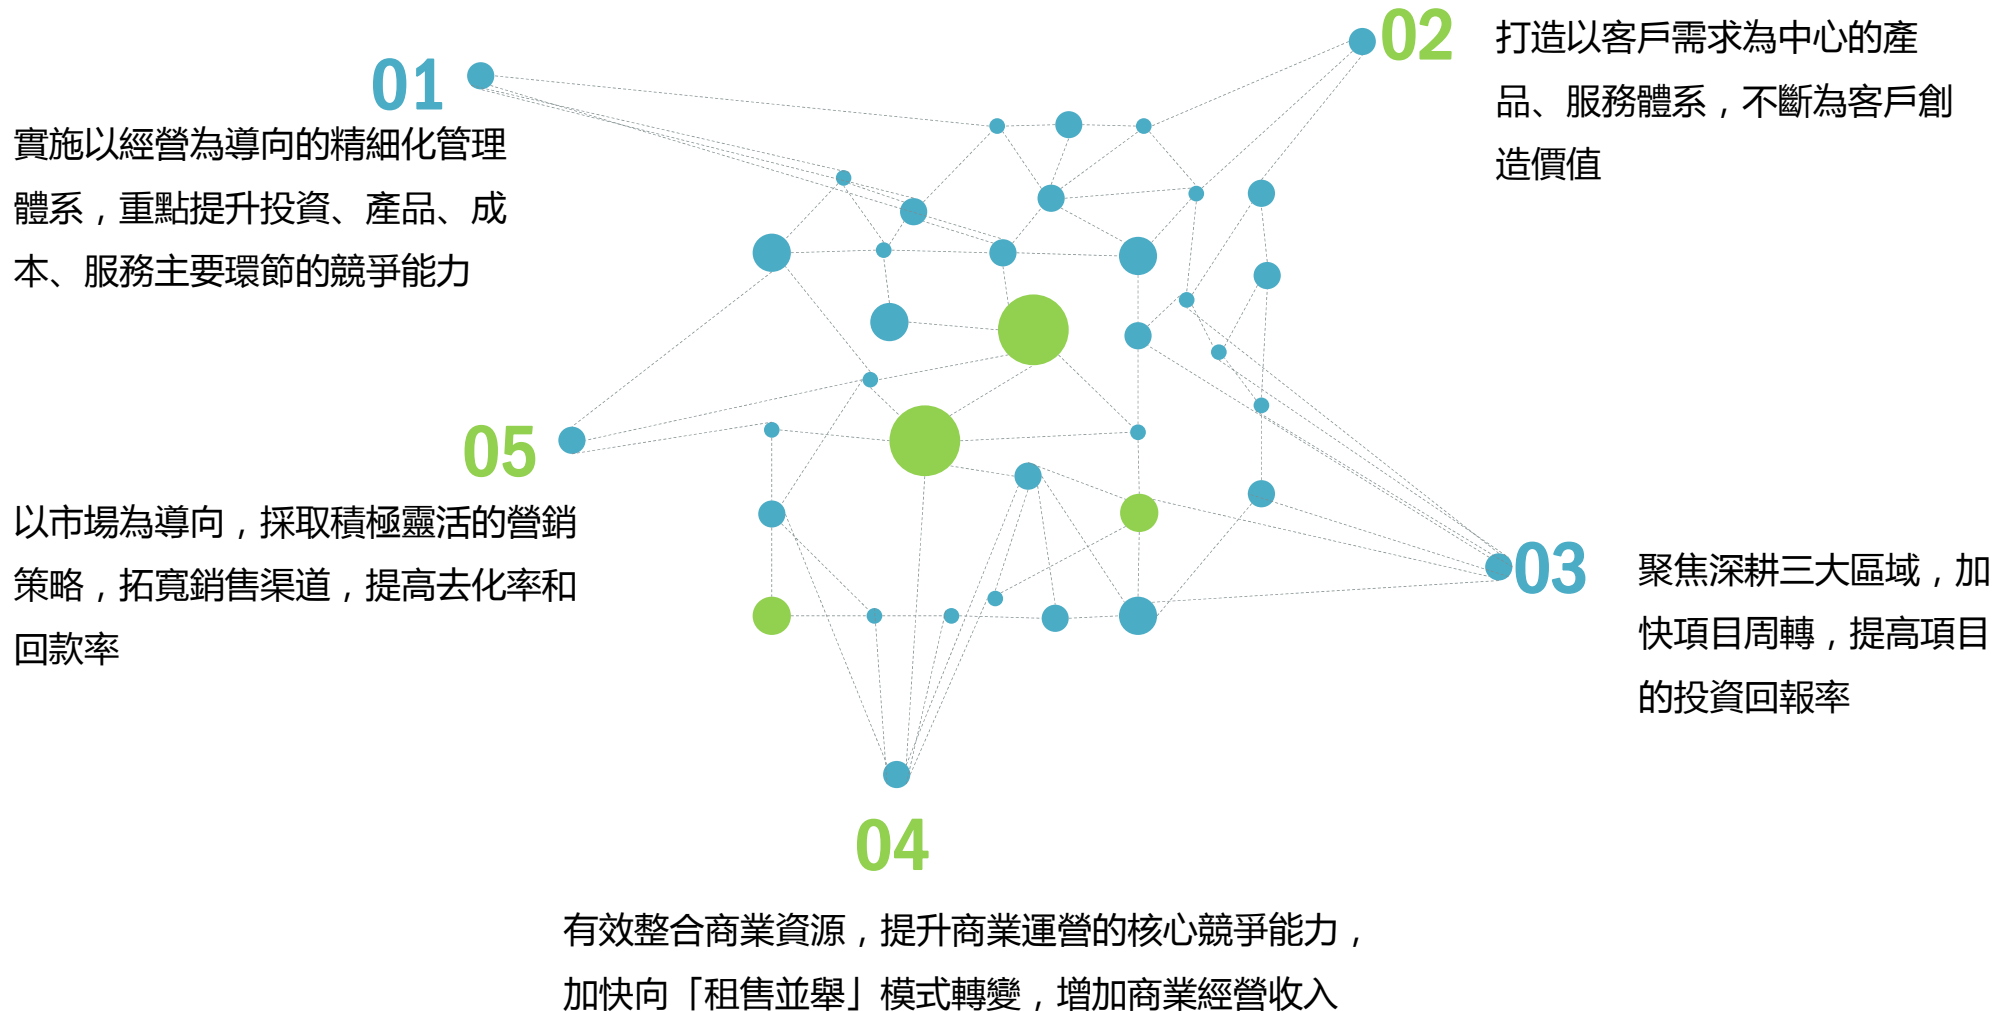 01
實施以經營為導向的精細化管理
體系，重點提升投資、產品、成
本、服務主要環節的競爭能力
02
打造以客戶需求為中心的產
品、服務體系，不斷為客戶創
造價值
03
聚焦深耕三大區域，加
快項目周轉，提高項目
的投資回報率
04
有效整合商業資源，提升商業運營的核心競爭能力，
加快向「租售並舉」模式轉變，增加商業經營收入
05
以市場為導向，採取積極靈活的營銷
策略，拓寬銷售渠道，提高去化率和
回款率